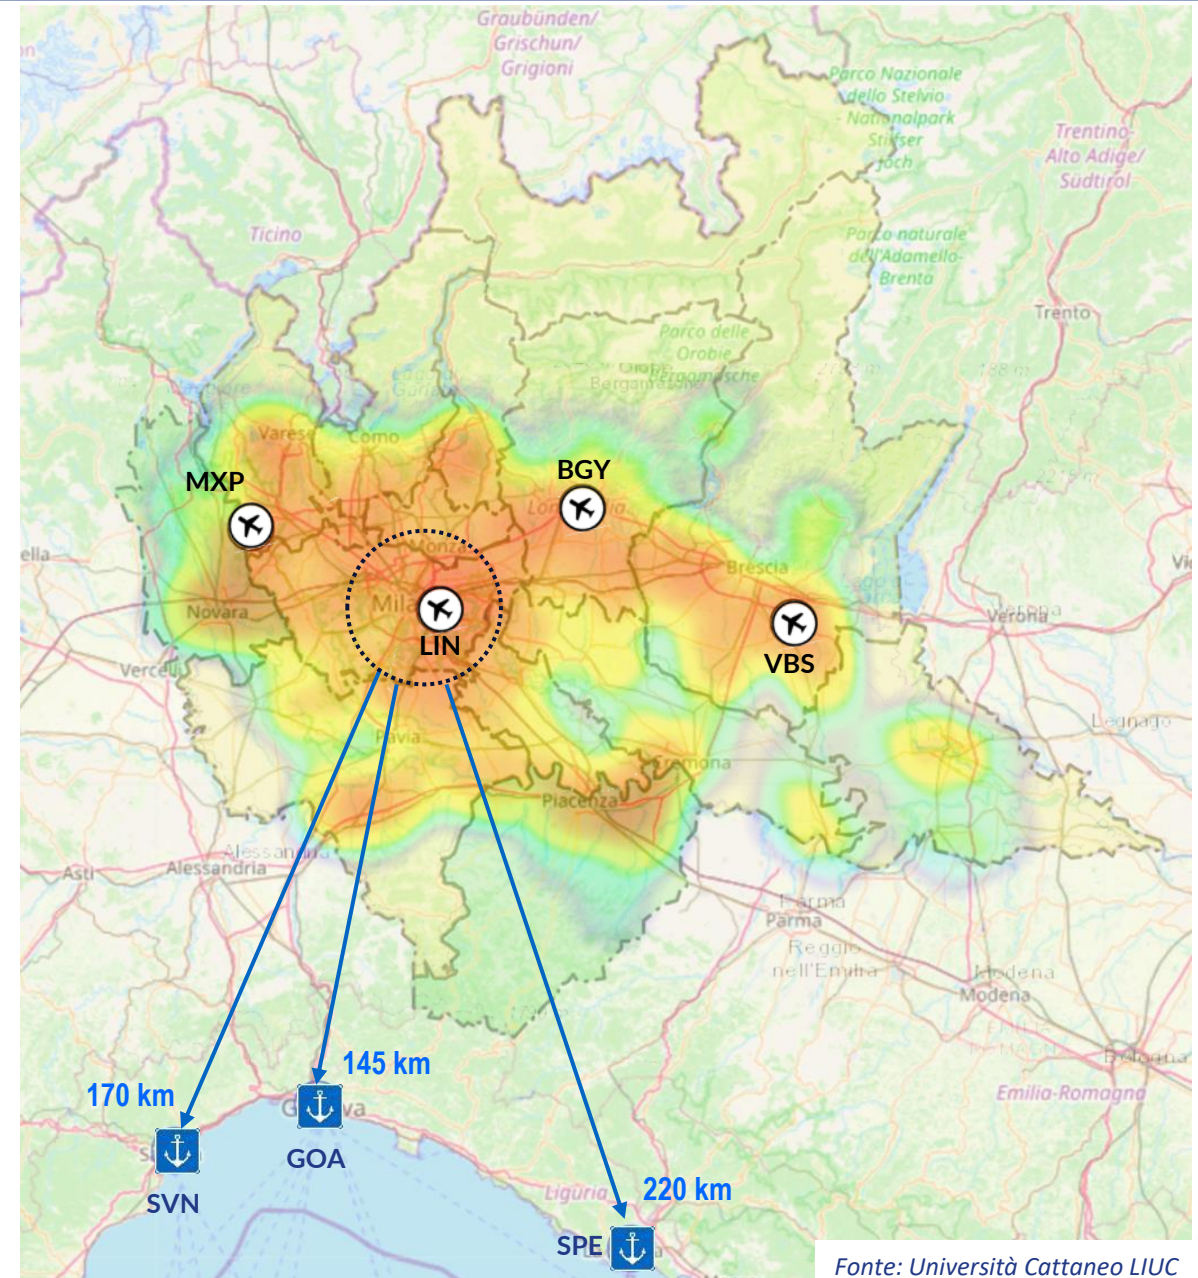 Graubünden/
Grischun/
Grigioni
Parco Nazionale
dello Stelvio
- Nationalpark
Stilfser
Joch
Trentino-
Alto Adige/
Südtirol
Ticino
Parco naturale
dell'Adamello-
Brenta
Trento
Parco delle
Orobie
Bergamasche
Varese
Como
MXP
BGY
Monza
Brescia
Novara
LIN
VBS
Verona
Vercelli
Legnago
Pavia
Cremona
Piacenza
Asti
Alessandria
Alessandria
Parma
Parma
Reggio
nell'Emilia
Modena
Modena
Bologna
Emilia-Romagna
170 km
145 km
GOA
SVN
Liguria
220 km
SPE
Fonte: Università Cattaneo LIUC